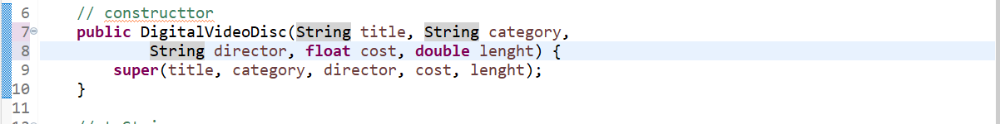 6 // constructtor
7 public DigitalVideoDisc(String title, String category,
8 String director, float cost, double lenght) {
9 super(title, category, director, cost, lenght);
10 }
11